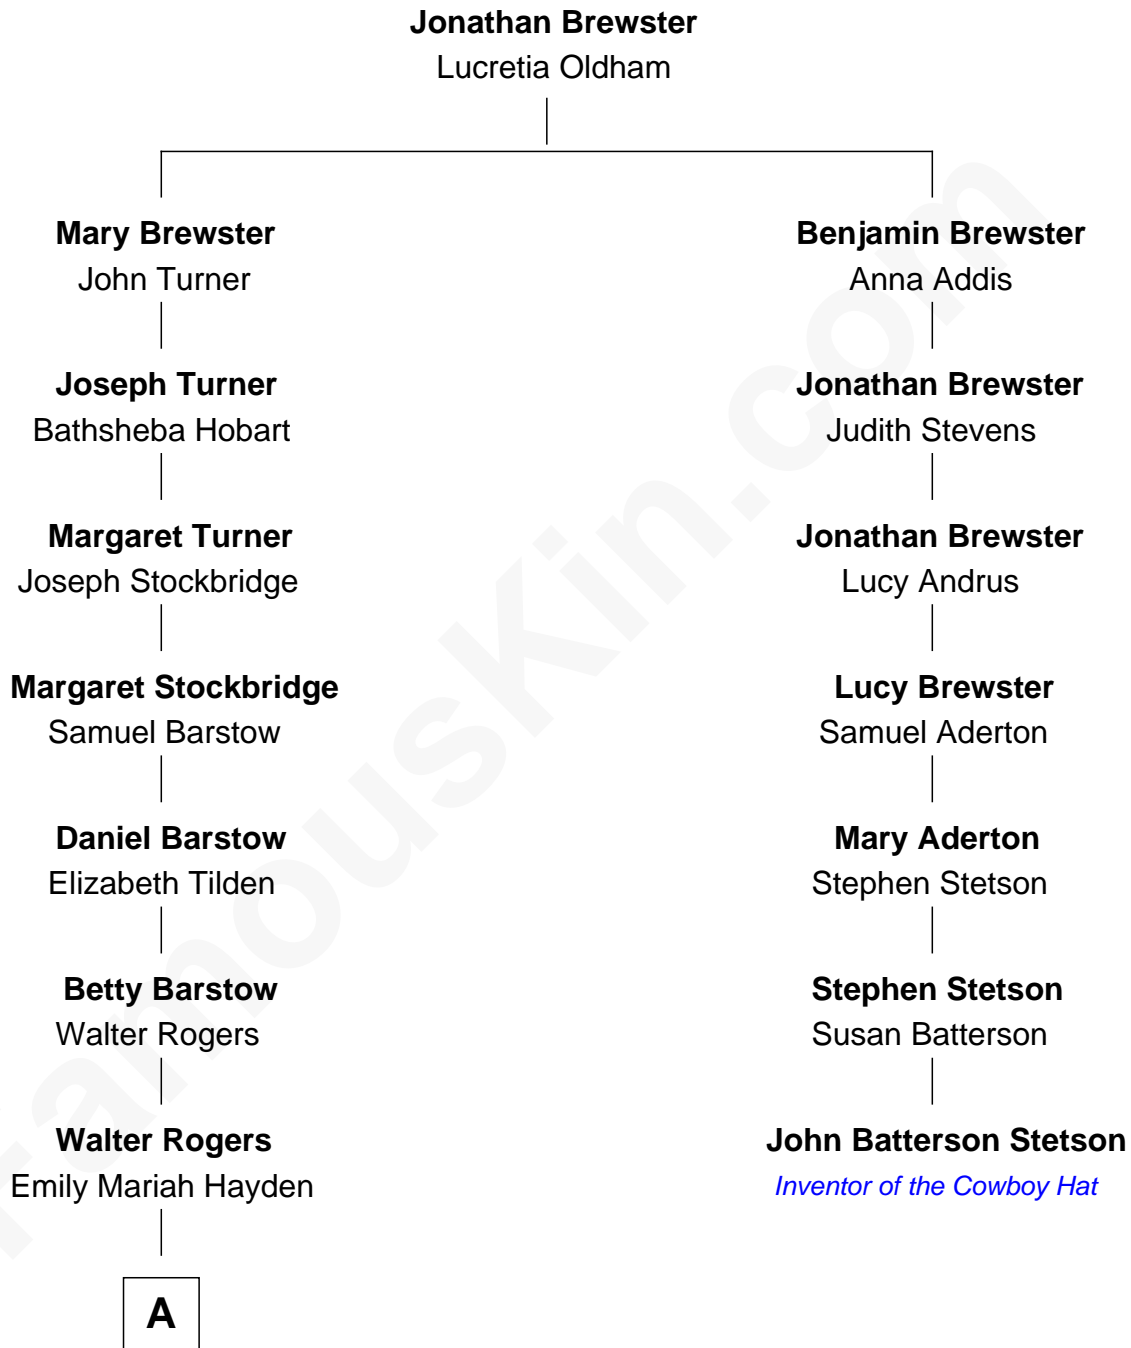 Jonathan Brewster
Lucretia Oldham
Mary Brewster
John Turner
Benjamin Brewster
Anna Addis
Joseph Turner
Bathsheba Hobart
Jonathan Brewster
Judith Stevens
Margaret Turner
Joseph Stockbridge
Jonathan Brewster
Lucy Andrus
Margaret Stockbridge
Samuel Barstow
Lucy Brewster
Samuel Aderton
Daniel Barstow
Elizabeth Tilden
Mary Aderton
Stephen Stetson
Betty Barstow
Walter Rogers
Stephen Stetson
Susan Batterson
Walter Rogers
Emily Mariah Hayden
John Batterson Stetson
Inventor of the Cowboy Hat
A
FamousKin.com